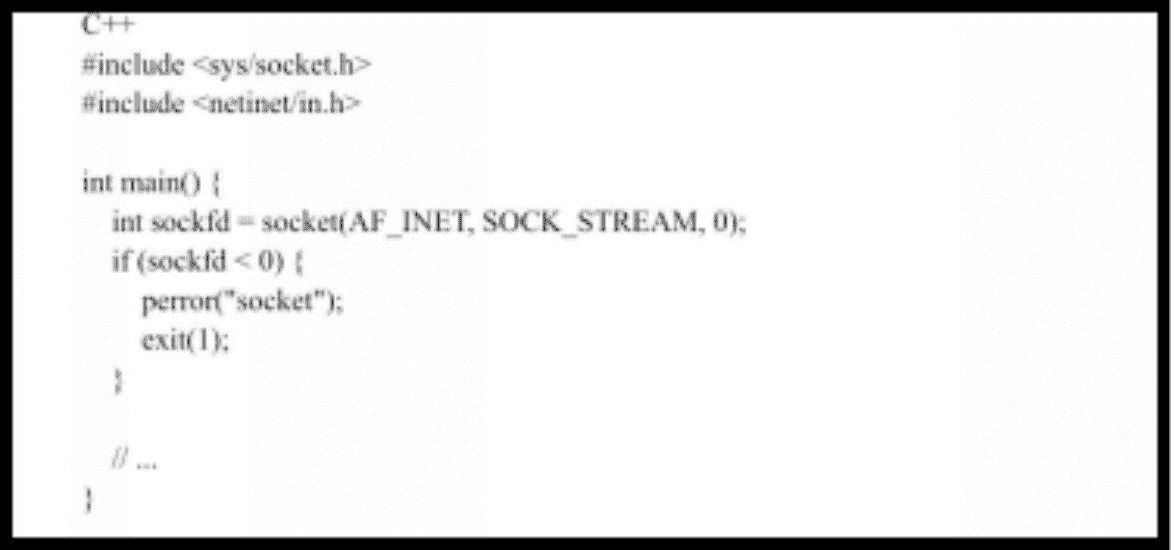 C++
#include <sys/socket.h>
#include <netinet/in.h>
int main() {
int sockfd = socket(AF_INET, SOCK_STREAM, 0);
if (sockfd < 0) {
perror("socket");
exit(1);
}
// ...
}